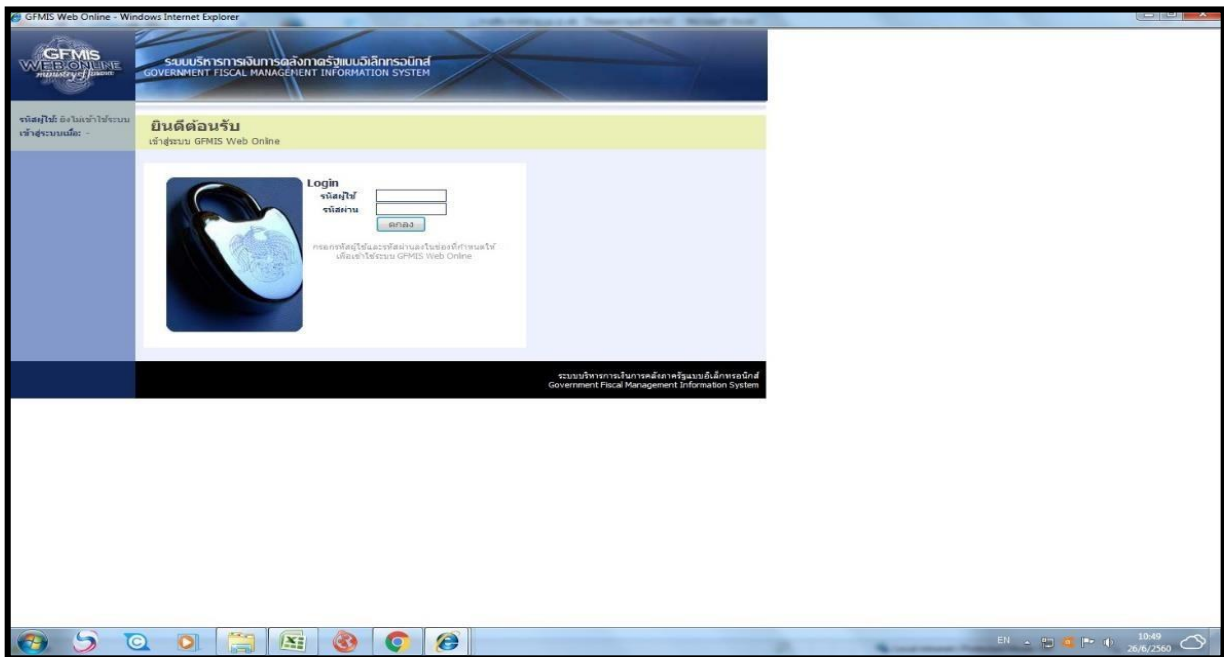 GFMIS Web Online - Windows Internet Explorer
GFMIS
WEB ONLINE
ministry of finance
ระบบบริหารการเงินการคลังภาครัฐแบบอิเล็กทรอนิกส์
GOVERNMENT FISCAL MANAGEMENT INFORMATION SYSTEM
รหัสผู้ใช้: ยังไม่เข้าใช้ระบบ
เข้าสู่ระบบเมื่อ: -
ยินดีต้อนรับ
เข้าสู่ระบบ GFMIS Web Online
Login
รหัสผู้ใช้
รหัสผ่าน
ตกลง
กรอกรหัสผู้ใช้และรหัสผ่านลงในช่องที่กำหนดให้
เพื่อเข้าใช้ระบบ GFMIS Web Online
ระบบบริหารการเงินการคลังภาครัฐแบบอิเล็กทรอนิกส์
Government Fiscal Management Information System
EN
10:49
26/6/2560